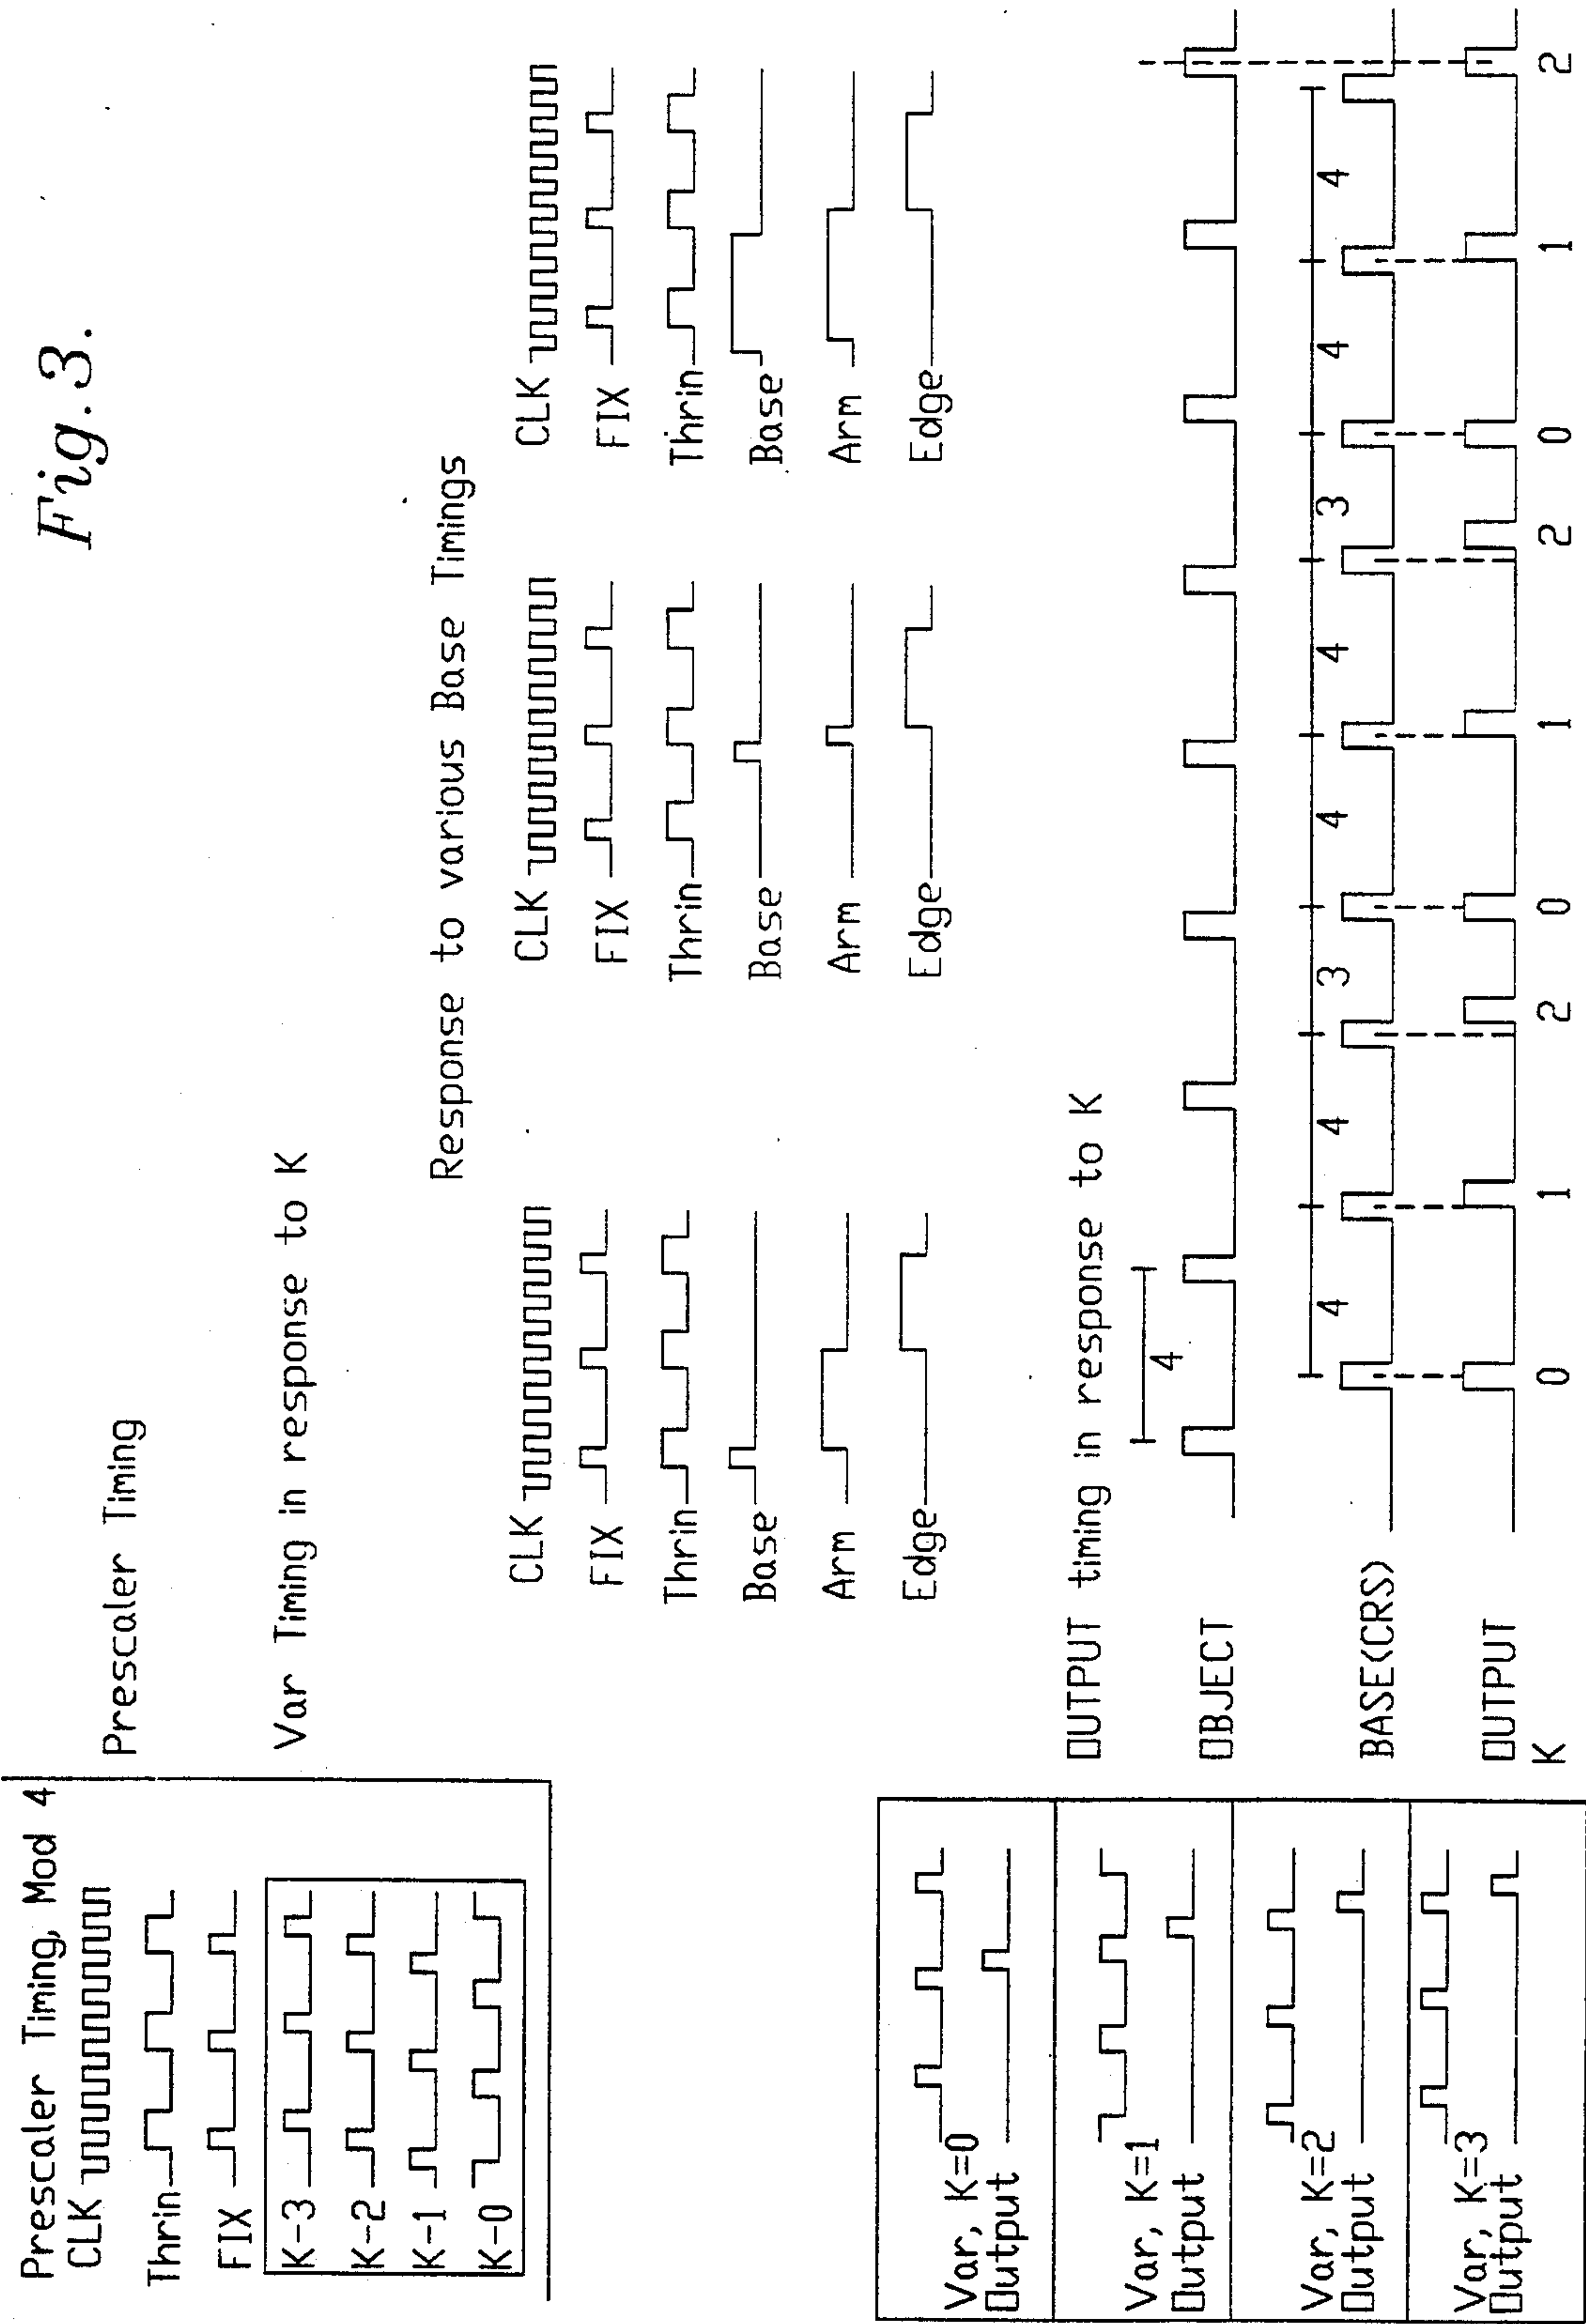 Fig. 3.
Prescaler Timing, Mod 4
CLK
Thrin
FIX
K-3
K-2
K-1
K-0
Prescaler Timing
Var Timing in response to K
Response to various Base Timings
CLK
FIX
Thrin
Base
Arm
Edge
CLK
FIX
Thrin
Base
Arm
Edge
CLK
FIX
Thrin
Base
Arm
Edge
Var, K=0
Output
Var, K=1
Output
Var, K=2
Output
Var, K=3
Output
OUTPUT timing in response to K
4
OBJECT
4 4 3 4 4 3 4 4
BASE(CRS)
OUTPUT
K 0 1 2 0 1 2 0 1 2